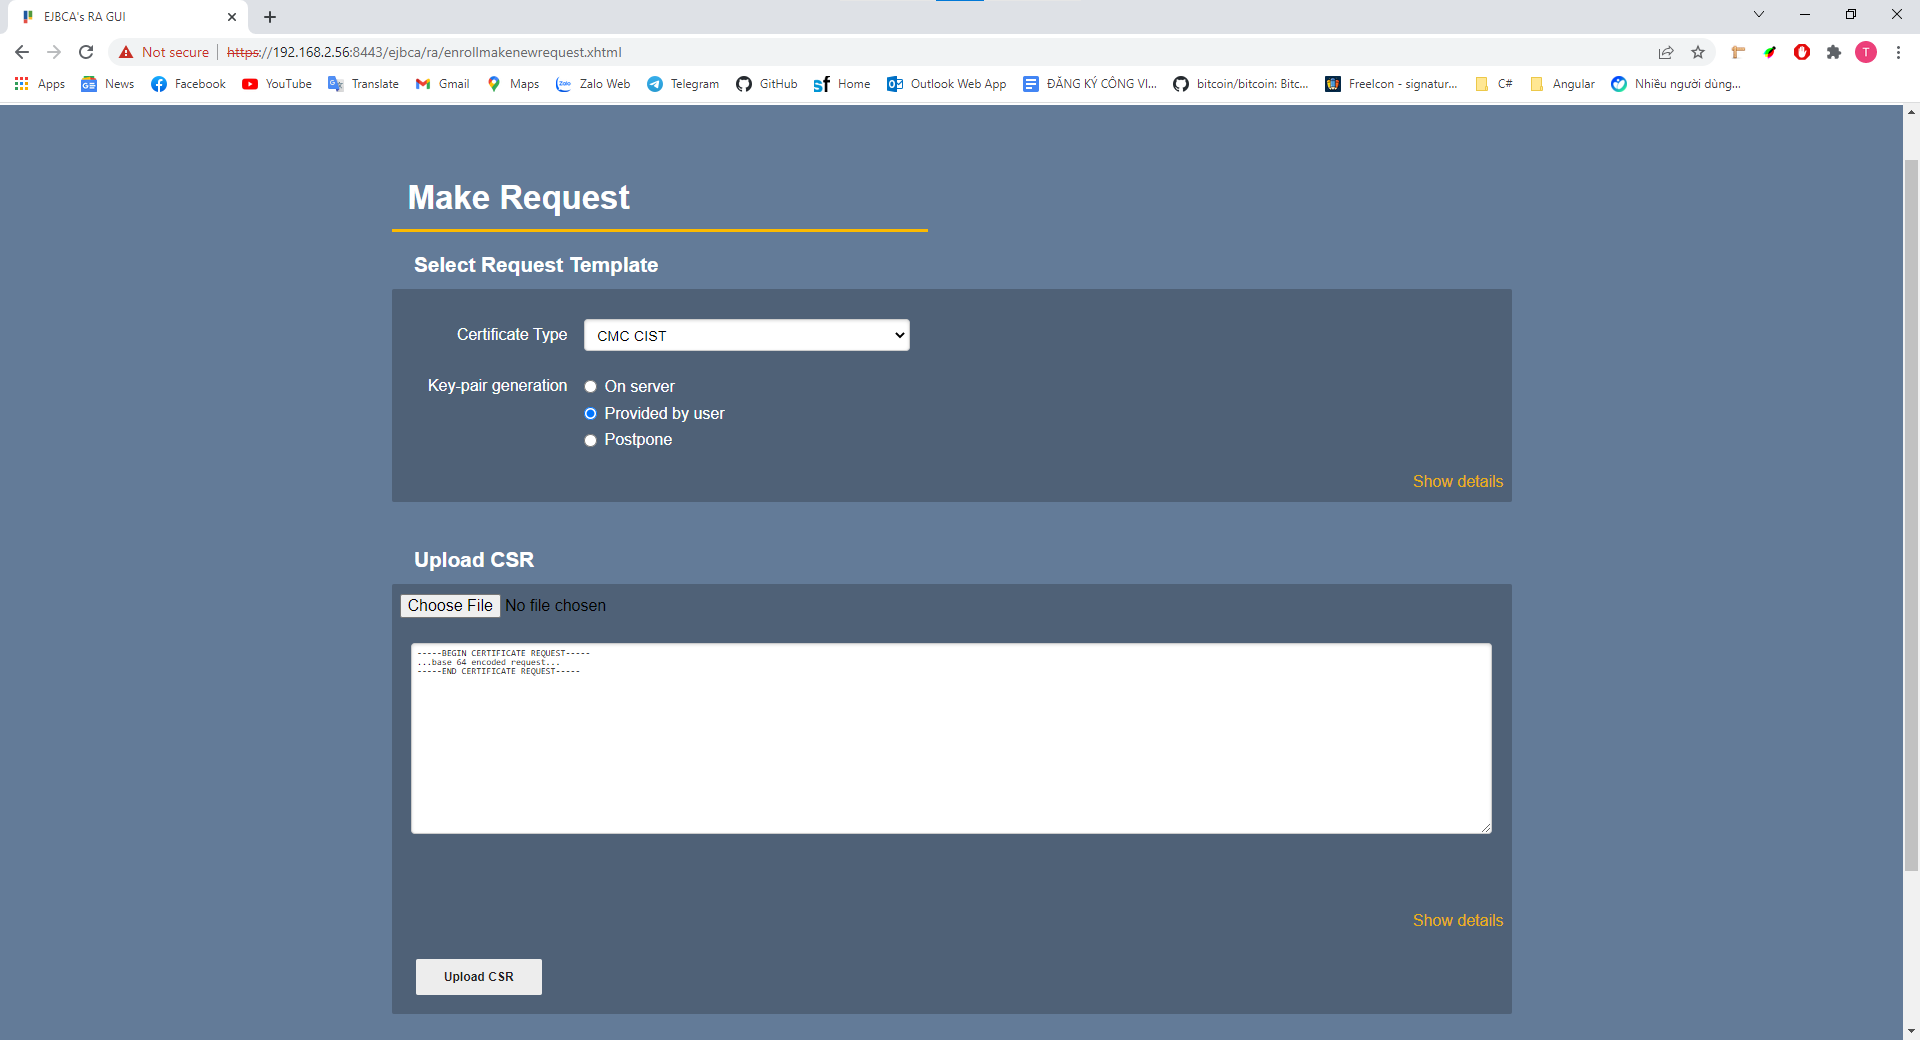 EJBCA's RA GUI
Not secure https://192.168.2.56:8443/ejbca/ra/enrollmakenewrequest.xhtml
T
Apps News Facebook YouTube Translate Gmail Maps Zalo Web Telegram GitHub Home Outlook Web App ĐĂNG KÝ CÔNG VI... bitcoin/bitcoin: Bitc... FreeIcon - signatur... C# Angular Nhiều người dùng...
Make Request
Select Request Template
Certificate Type CMC CIST
Key-pair generation On server
Provided by user
Postpone
Show details
Upload CSR
Choose File No file chosen
-----BEGIN CERTIFICATE REQUEST-----
...base 64 encoded request...
-----END CERTIFICATE REQUEST-----
Show details
Upload CSR